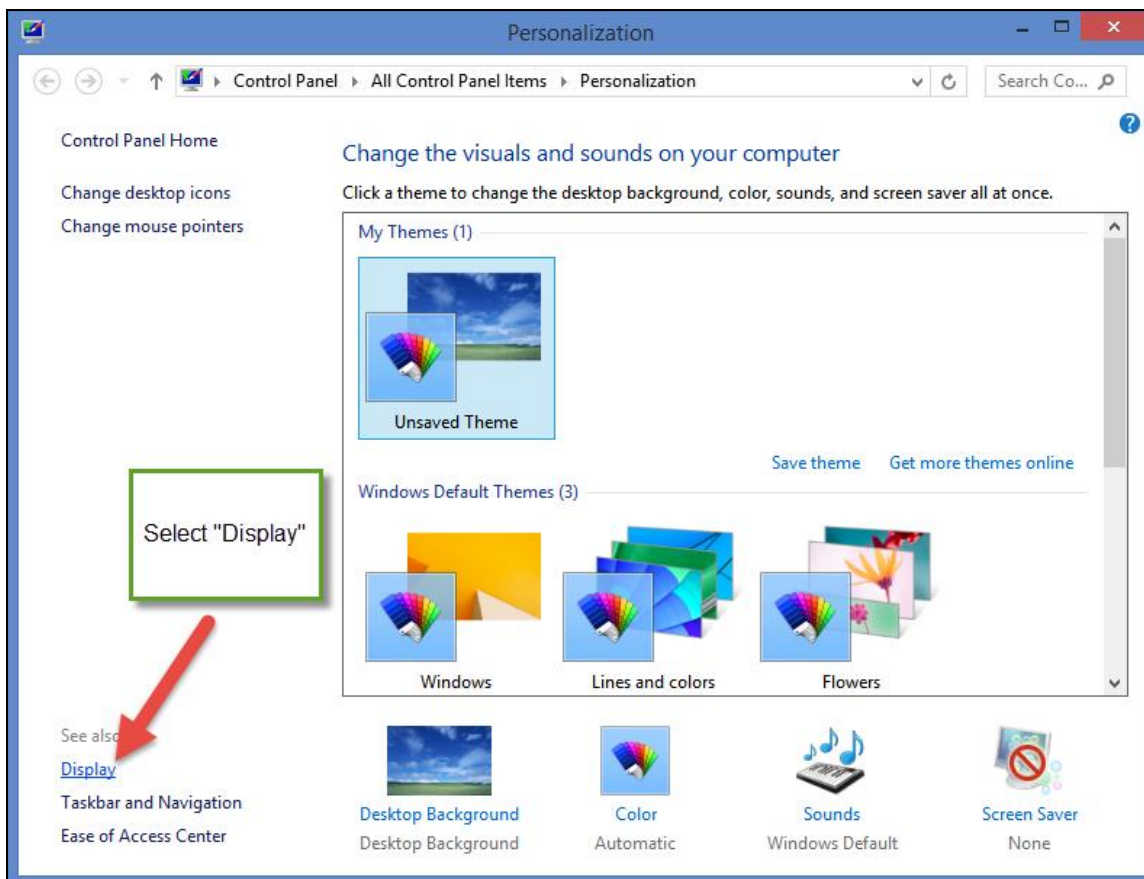 Personalization
Control Panel All Control Panel Items Personalization Search Co...
Control Panel Home
Change desktop icons
Change mouse pointers
Change the visuals and sounds on your computer
Click a theme to change the desktop background, color, sounds, and screen saver all at once.
My Themes (1)
Unsaved Theme
Save theme Get more themes online
Windows Default Themes (3)
Windows Lines and colors Flowers
Select "Display"
See also
Display
Taskbar and Navigation
Ease of Access Center
Desktop Background Color Sounds Screen Saver
Desktop Background Automatic Windows Default None